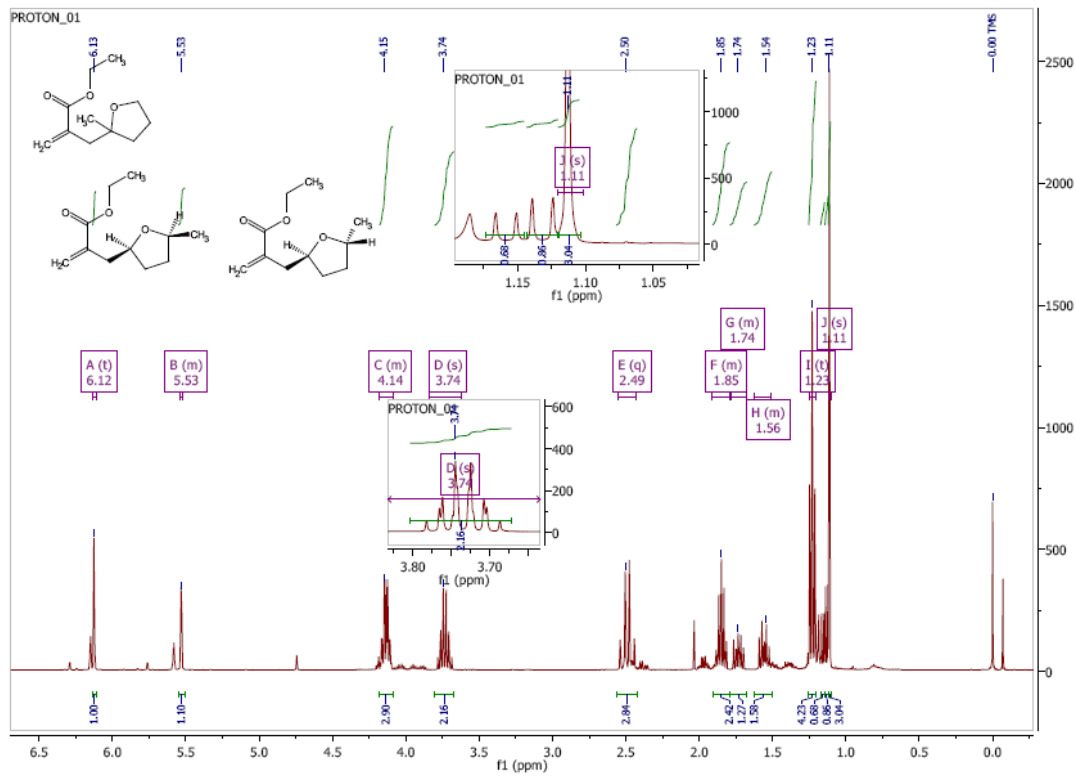 PROTON_01
6.13
5.53
4.15
3.74
2.50
1.85
1.74
1.54
1.23
1.11
0.00 TMS
CH3
O
O
O
H3C
H2C
CH3
O
O
H
H
O
CH3
H2C
CH3
O
O
H
O
H3C
H
H2C
PROTON_01
1.11
J (s)
1.11
0.68
0.86
3.04
1.15
1.10
1.05
f1 (ppm)
0
500
1000
A (t)
6.12
B (m)
5.53
C (m)
4.14
D (s)
3.74
E (q)
2.49
F (m)
1.85
G (m)
1.74
H (m)
1.56
I (t)
1.23
J (s)
1.11
3.74
D (s)
3.74
2.16
3.80
3.70
f1 (ppm)
0
200
400
600
1.00
1.10
2.90
2.16
2.84
2.42
1.27
1.58
4.23
0.68
0.86
3.04
6.5 6.0 5.5 5.0 4.5 4.0 3.5 3.0 2.5 2.0 1.5 1.0 0.5 0.0
f1 (ppm)
0
500
1000
1500
2000
2500